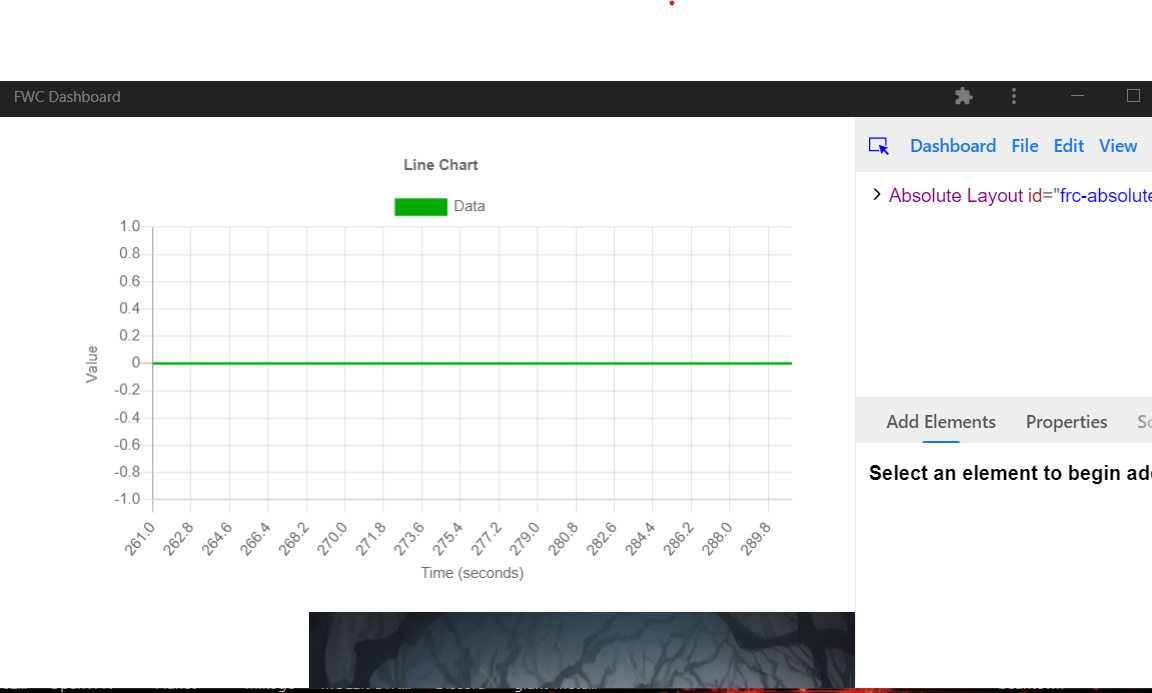 FWC Dashboard
Dashboard File Edit View
Absolute Layout id="frc-absolute
Line Chart
Data
1.0
0.8
0.6
0.4
0.2
0
-0.2
-0.4
-0.6
-0.8
-1.0
Value
261.0 262.8 264.6 266.4 268.2 270.0 271.8 273.6 275.4 277.2 279.0 280.8 282.6 284.4 286.2 288.0 289.8
Time (seconds)
Add Elements Properties
Select an element to begin